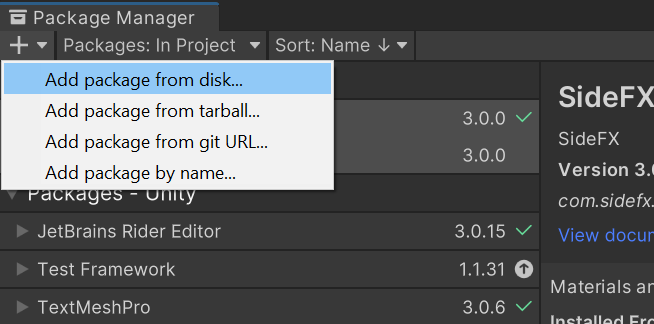 Package Manager
Packages: In Project Sort: Name ↓
Add package from disk...
Add package from tarball...
Add package from git URL...
Add package by name...
3.0.0
3.0.0
Packages - Unity
JetBrains Rider Editor 3.0.15
Test Framework 1.1.31
TextMeshPro 3.0.6
SideFX
SideFX
Version 3.0
com.sidefx.
View docu
Materials an
Installed Fro